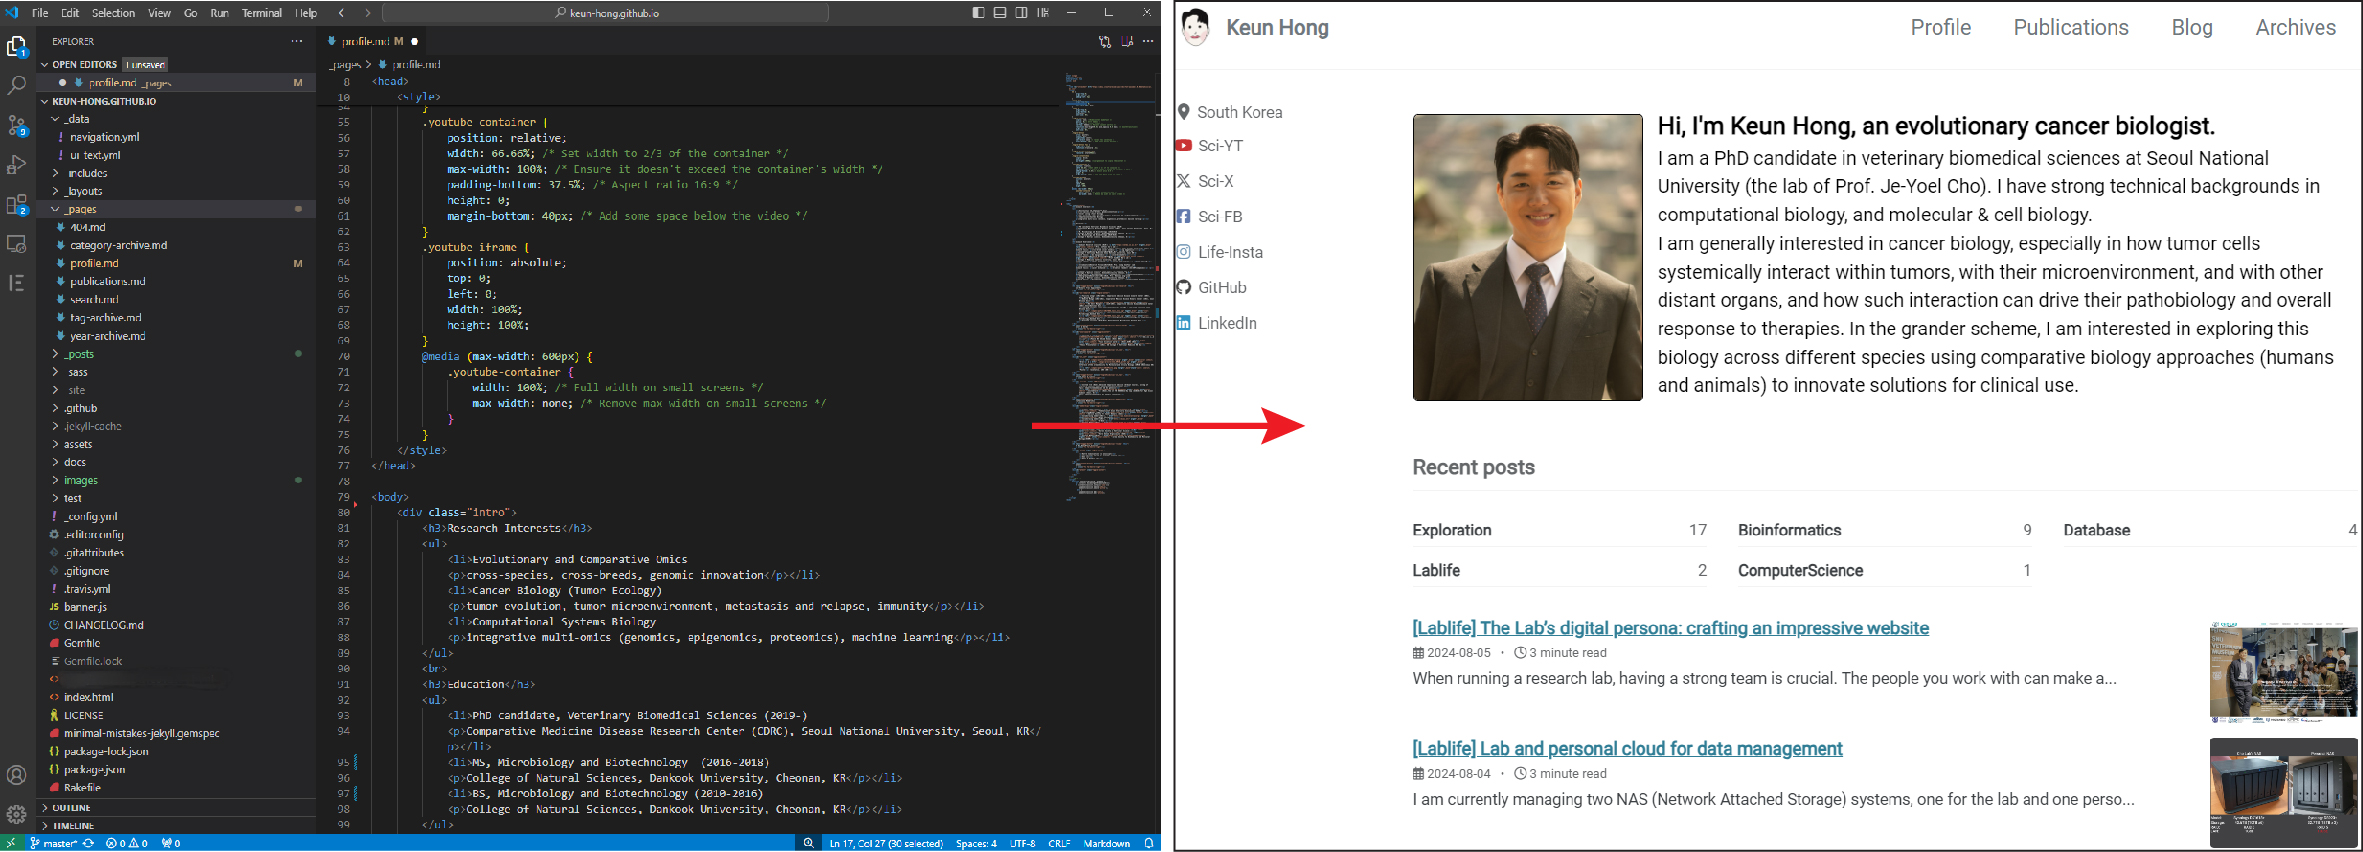 File Edit Selection View Go Run Terminal Help
keun-hong.github.io
EXPLORER
OPEN EDITORS 1 unsaved
profile.md _pages M
KEUN-HONG.GITHUB.IO
_data
navigation.yml
ui-text.yml
_includes
_layouts
_pages
404.md
category-archive.md
profile.md M
publications.md
search.md
tag-archive.md
year-archive.md
_posts
_sass
_site
.github
.jekyll-cache
assets
docs
images
test
_config.yml
.editorconfig
.gitattributes
.gitignore
.travis.yml
banner.js
CHANGELOG.md
Gemfile
Gemfile.lock
index.html
LICENSE
minimal-mistakes-jekyll.gemspec
package-lock.json
package.json
Rakefile
OUTLINE
TIMELINE
profile.md M
_pages > profile.md
8 <head>
10 <style>
54 }
55 .youtube-container {
56 position: relative;
57 width: 66.66%; /* Set width to 2/3 of the container */
58 max-width: 100%; /* Ensure it doesn't exceed the container's width */
59 padding-bottom: 37.5%; /* Aspect ratio 16:9 */
60 height: 0;
61 margin-bottom: 40px; /* Add some space below the video */
62 }
63 .youtube-iframe {
64 position: absolute;
65 top: 0;
66 left: 0;
67 width: 100%;
68 height: 100%;
69 }
70 @media (max-width: 600px) {
71 .youtube-container {
72 width: 100%; /* Full width on small screens */
73 max-width: none; /* Remove max-width on small screens */
74 }
75 }
76 </style>
77 </head>
78
79 <body>
80 <div class="intro">
81 <h3>Research Interests</h3>
82 <ul>
83 <li>Evolutionary and Comparative Omics
84 <p>cross-species, cross-breeds, genomic innovation</p></li>
85 <li>Cancer Biology (Tumor Ecology)
86 <p>tumor evolution, tumor microenvironment, metastasis and relapse, immunity</p></li>
87 <li>Computational Systems Biology
88 <p>integrative multi-omics (genomics, epigenomics, proteomics), machine learning</p></li>
89 </ul>
90 <br>
91 <h3>Education</h3>
92 <ul>
93 <li>PhD candidate, Veterinary Biomedical Sciences (2019-)
94 <p>Comparative Medicine Disease Research Center (CDRC), Seoul National University, Seoul, KR</
p></li>
95 <li>MS, Microbiology and Biotechnology (2016-2018)
96 <p>College of Natural Sciences, Dankook University, Cheonan, KR</p></li>
97 <li>BS, Microbiology and Biotechnology (2010-2016)
98 <p>College of Natural Sciences, Dankook University, Cheonan, KR</p></li>
99 </ul>
master* 0 0 0 Ln 17, Col 27 (30 selected) Spaces: 4 UTF-8 CRLF Markdown
Keun Hong Profile Publications Blog Archives
South Korea
Sci-YT
Sci-X
Sci FB
Life-Insta
GitHub
LinkedIn
Hi, I'm Keun Hong, an evolutionary cancer biologist.
I am a PhD candidate in veterinary biomedical sciences at Seoul National
University (the lab of Prof. Je-Yoel Cho). I have strong technical backgrounds in
computational biology, and molecular & cell biology.
I am generally interested in cancer biology, especially in how tumor cells
systemically interact within tumors, with their microenvironment, and with other
distant organs, and how such interaction can drive their pathobiology and overall
response to therapies. In the grander scheme, I am interested in exploring this
biology across different species using comparative biology approaches (humans
and animals) to innovate solutions for clinical use.
Recent posts
Exploration 17 Bioinformatics 9 Database 4
Lablife 2 ComputerScience 1
[Lablife] The Lab's digital persona: crafting an impressive website
2024-08-05 · 3 minute read
When running a research lab, having a strong team is crucial. The people you work with can make a...
[Lablife] Lab and personal cloud for data management
2024-08-04 · 3 minute read
I am currently managing two NAS (Network Attached Storage) systems, one for the lab and one perso...